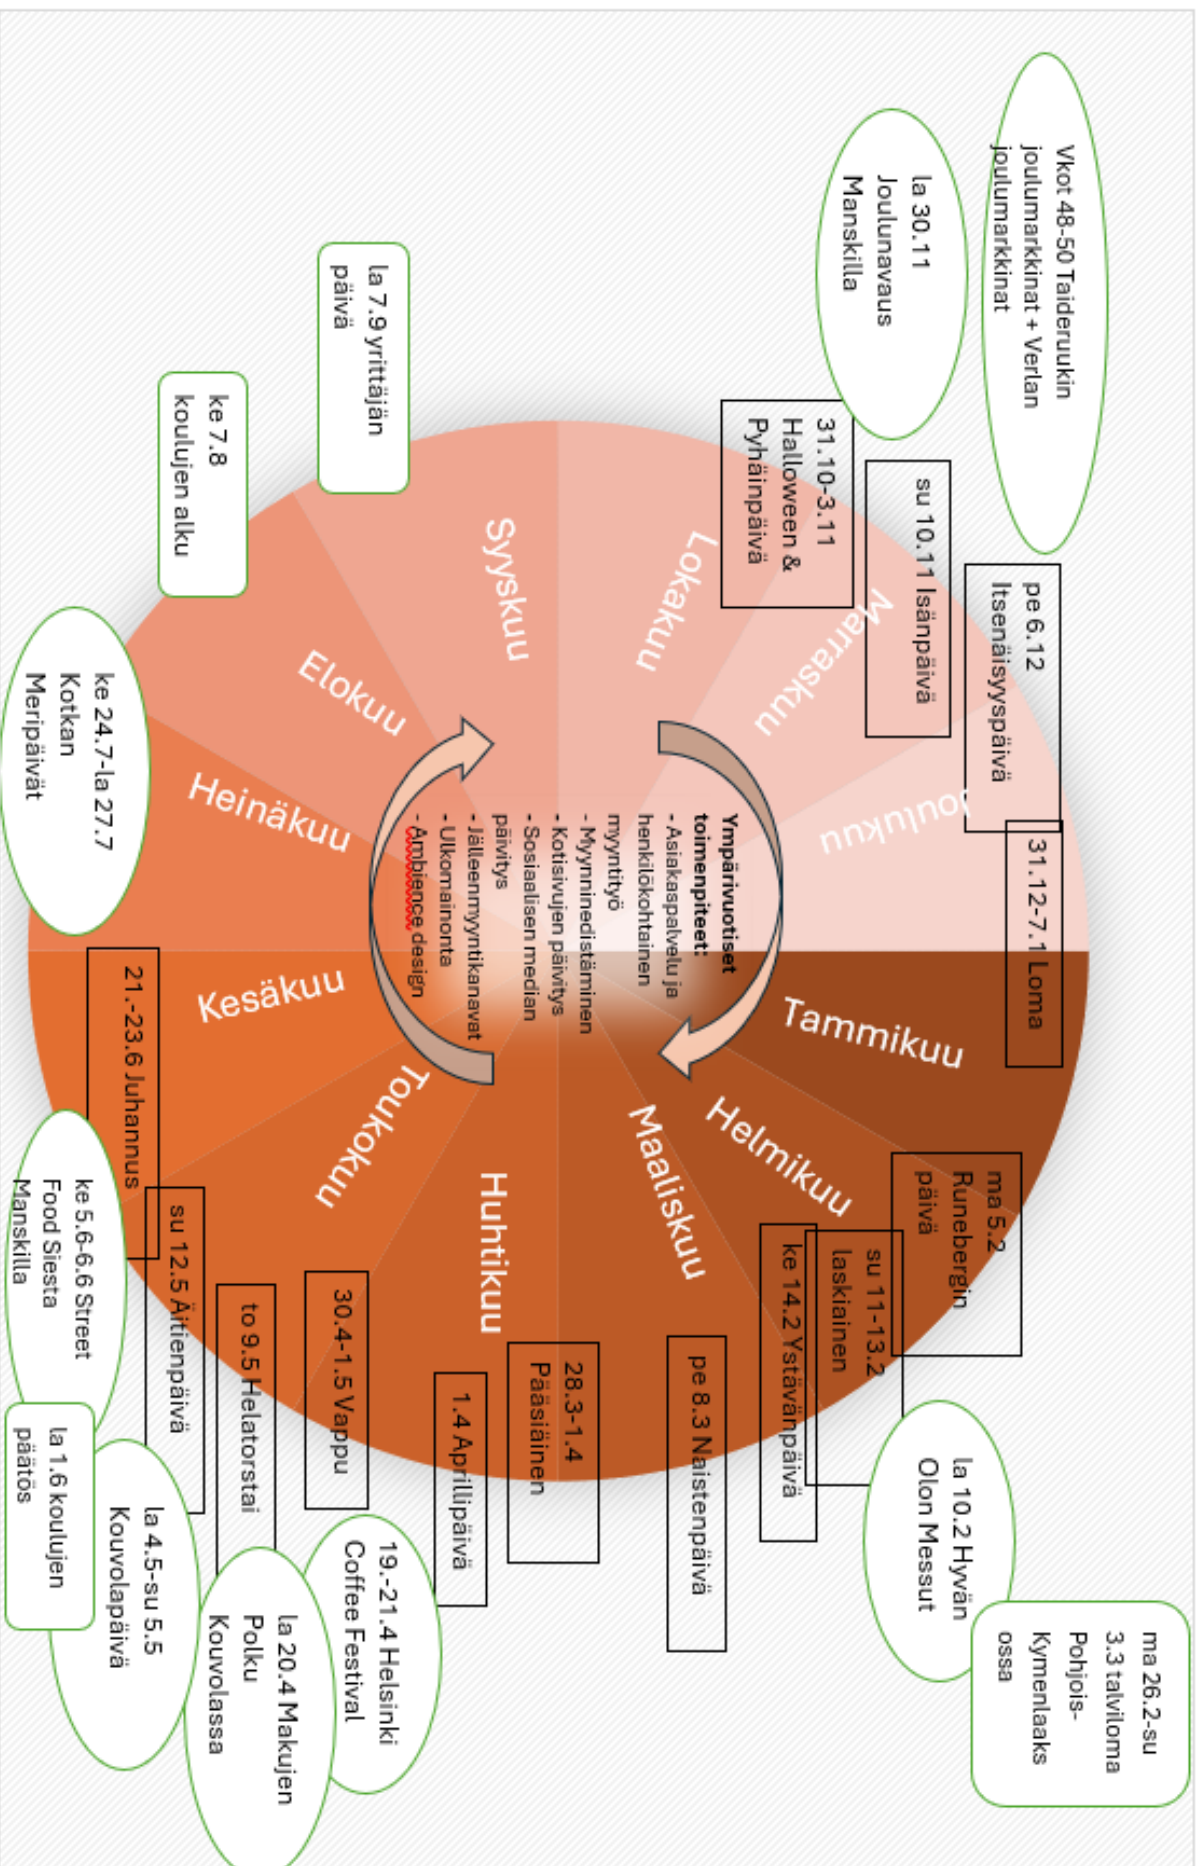 Vkot 48-50 Taideruukin
joulumarkkinat + Verlan
joulumarkkinat
la 30.11
Joulunavaus
Manskilla
pe 6.12
Itsenäisyyspäivä
31.12-7.1 Loma
su 10.11 Isänpäivä
31.10-3.11
Halloween &
Pyhäinpäivä
la 7.9 yrittäjän
päivä
ke 7.8
koulujen alku
ke 24.7-la 27.7
Kotkan
Meripäivät
Tammikuu
Helmikuu
Maaliskuu
Huhtikuu
Toukokuu
Kesäkuu
Heinäkuu
Elokuu
Syyskuu
Lokakuu
Marraskuu
Joulukuu
Ympärivuotiset
toimenpiteet:
- Asiakaspalvelu ja
henkilökohtainen
myyntityö
- Myynninedistäminen
- Kotisivujen päivitys
- Sosiaalisen median
päivitys
- Jälleenmyyntikanavat
- Ulkomainonta
- Ambience design
ma 5.2
Runebergin
päivä
su 11-13.2
laskiainen
ke 14.2 Ystävänpäivä
la 10.2 Hyvän
Olon Messut
ma 26.2-su
3.3 talviloma
Pohjois-
Kymenlaaks
ossa
pe 8.3 Naistenpäivä
28.3-1.4
Pääsiäinen
1.4 Aprillipäivä
19.-21.4 Helsinki
Coffee Festival
la 20.4 Makujen
Polku
Kouvolassa
30.4-1.5 Vappu
to 9.5 Helatorstai
su 12.5 Äitienpäivä
la 4.5-su 5.5
Kouvolapäivä
21.-23.6 Juhannus
ke 5.6-6.6 Street
Food Siesta
Manskilla
la 1.6 koulujen
päätös